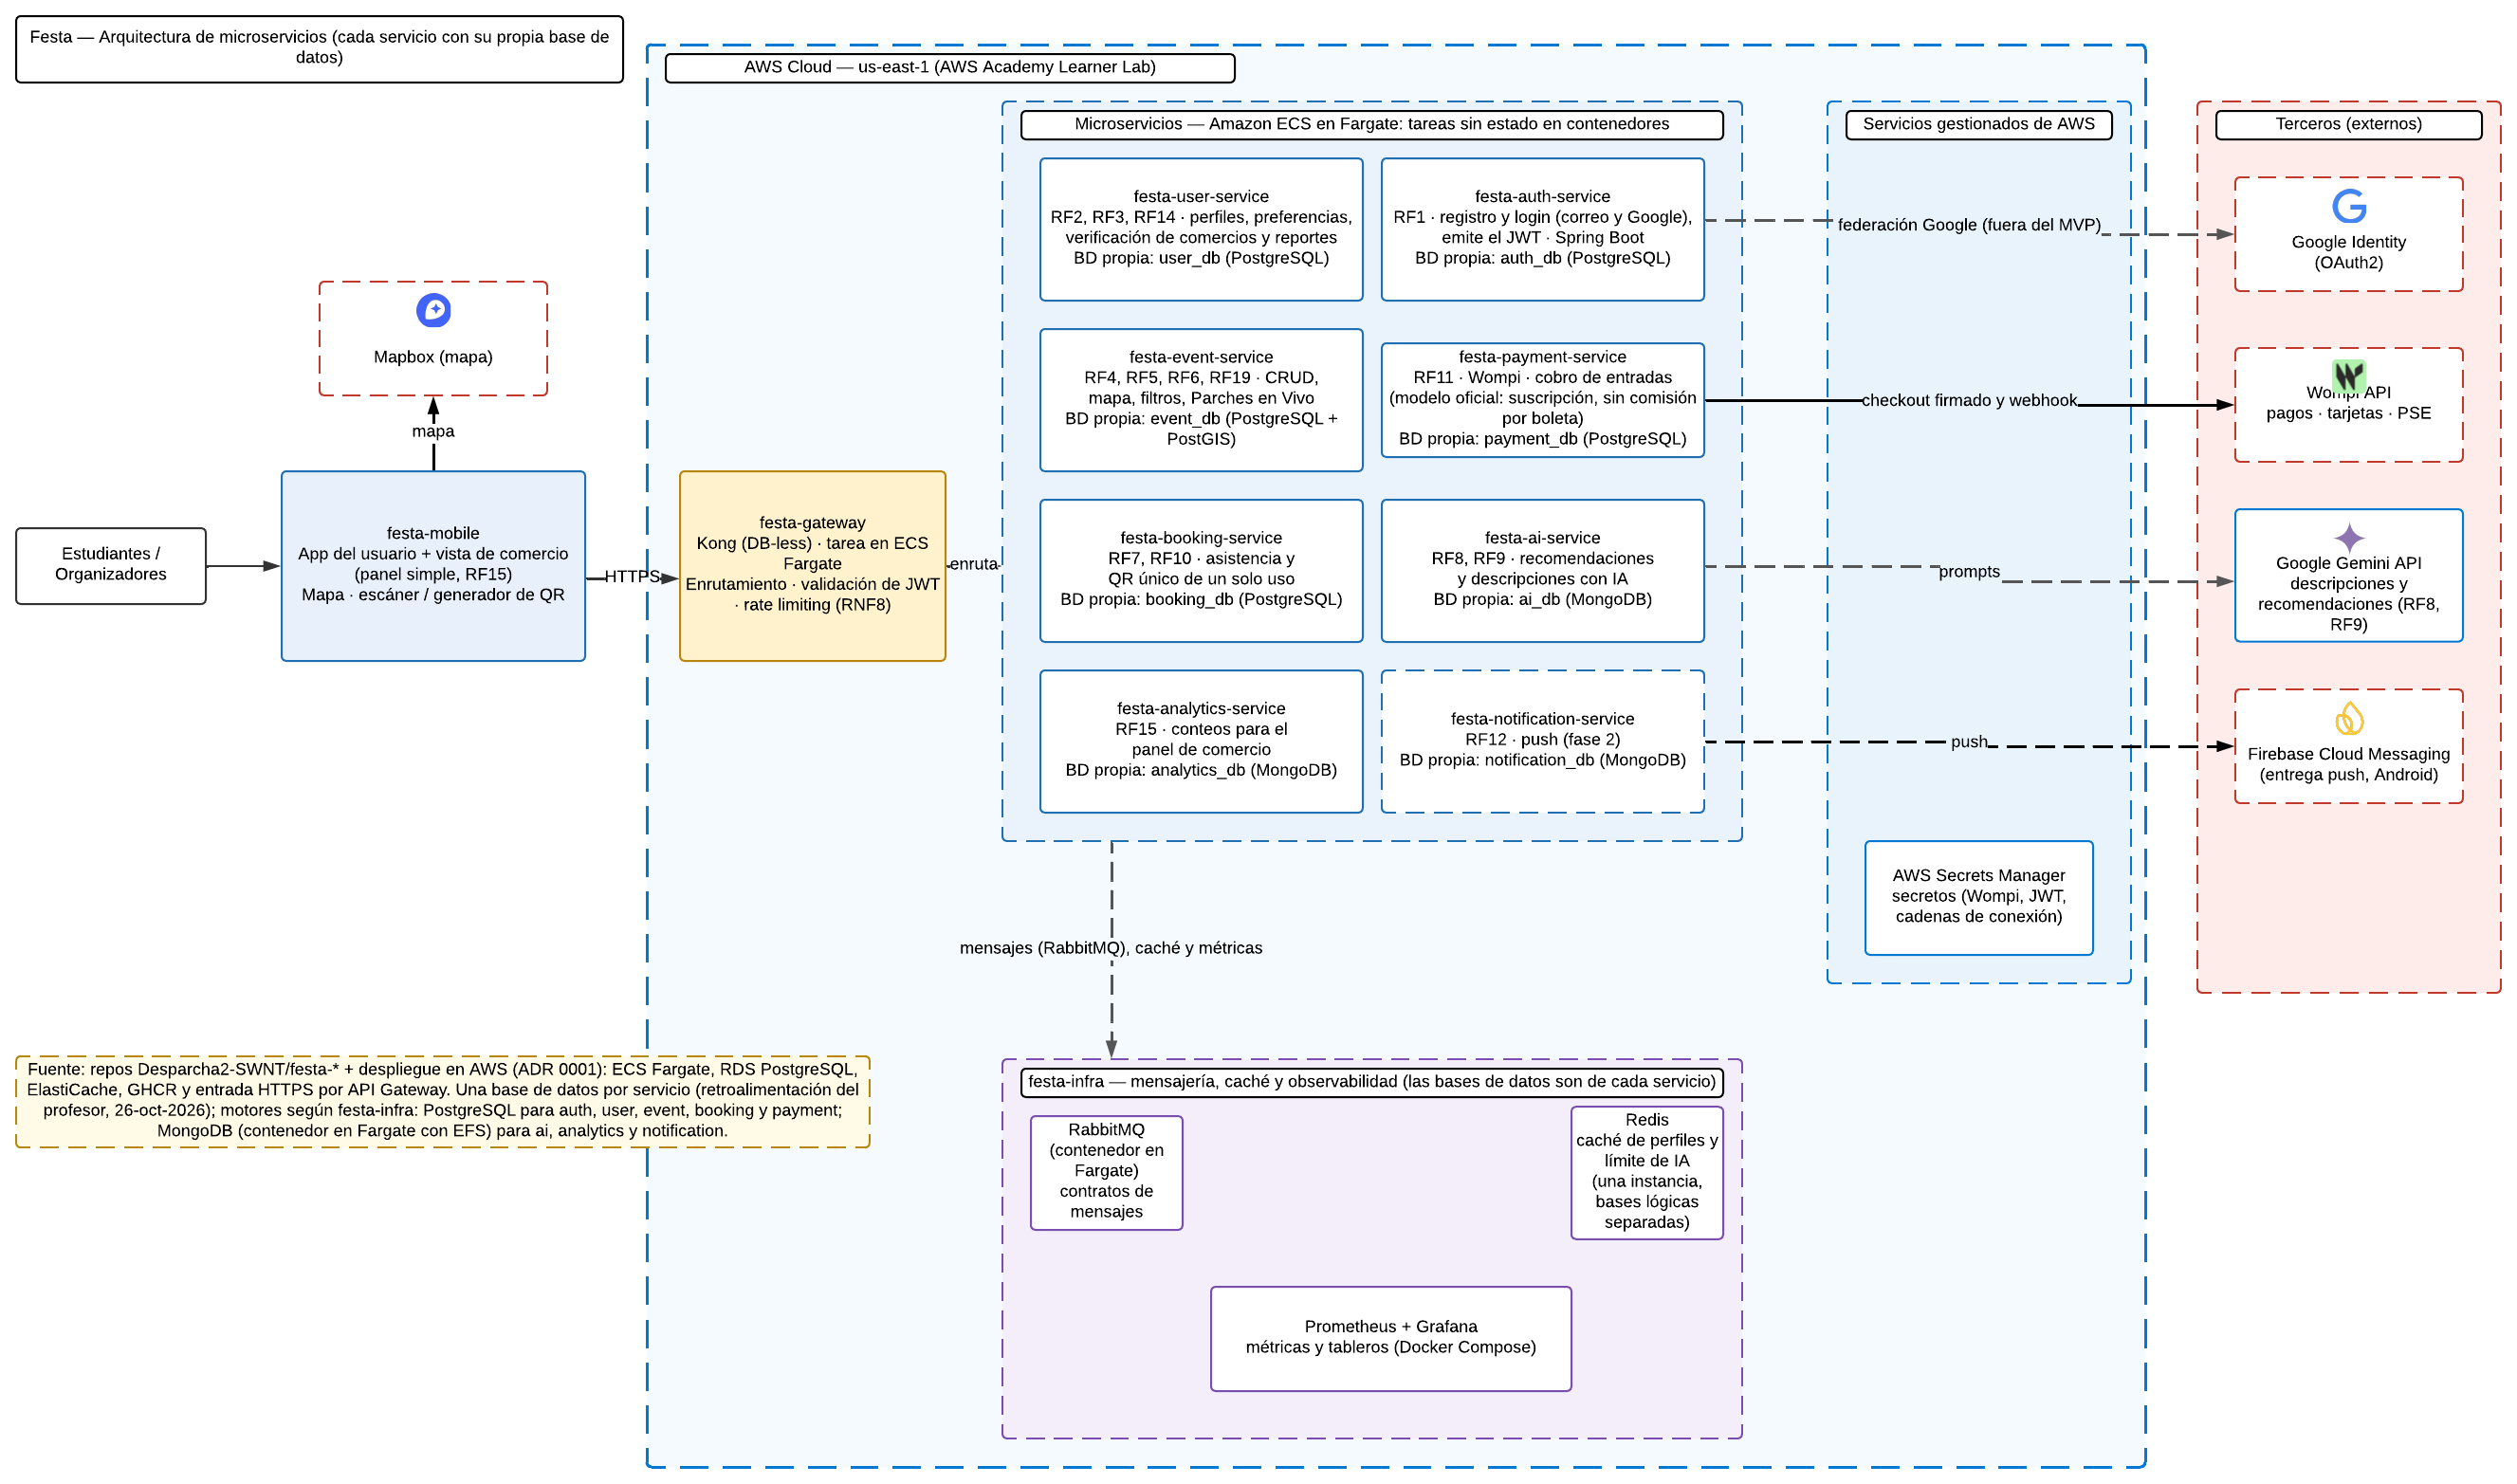 Festa — Arquitectura de microservicios (cada servicio con su propia base de
datos)
AWS Cloud — us-east-1 (AWS Academy Learner Lab)
Microservicios — Amazon ECS en Fargate: tareas sin estado en contenedores
Servicios gestionados de AWS
Terceros (externos)
festa-user-service
RF2, RF3, RF14 · perfiles, preferencias,
verificación de comercios y reportes
BD propia: user_db (PostgreSQL)
festa-auth-service
RF1 · registro y login (correo y Google),
emite el JWT · Spring Boot
BD propia: auth_db (PostgreSQL)
federación Google (fuera del MVP)
Google Identity
(OAuth2)
Mapbox (mapa)
mapa
festa-event-service
RF4, RF5, RF6, RF19 · CRUD,
mapa, filtros, Parches en Vivo
BD propia: event_db (PostgreSQL +
PostGIS)
festa-payment-service
RF11 · Wompi · cobro de entradas
(modelo oficial: suscripción, sin comisión
por boleta)
BD propia: payment_db (PostgreSQL)
checkout firmado y webhook
Wompi API
pagos · tarjetas · PSE
Estudiantes /
Organizadores
festa-mobile
App del usuario + vista de comercio
(panel simple, RF15)
Mapa · escáner / generador de QR
HTTPS
festa-gateway
Kong (DB-less) · tarea en ECS
Fargate
Enrutamiento · validación de JWT
· rate limiting (RNF8)
enruta
festa-booking-service
RF7, RF10 · asistencia y
QR único de un solo uso
BD propia: booking_db (PostgreSQL)
festa-ai-service
RF8, RF9 · recomendaciones
y descripciones con IA
BD propia: ai_db (MongoDB)
prompts
Google Gemini API
descripciones y
recomendaciones (RF8,
RF9)
festa-analytics-service
RF15 · conteos para el
panel de comercio
BD propia: analytics_db (MongoDB)
festa-notification-service
RF12 · push (fase 2)
BD propia: notification_db (MongoDB)
push
Firebase Cloud Messaging
(entrega push, Android)
AWS Secrets Manager
secretos (Wompi, JWT,
cadenas de conexión)
mensajes (RabbitMQ), caché y métricas
Fuente: repos Desparcha2-SWNT/festa-* + despliegue en AWS (ADR 0001): ECS Fargate, RDS PostgreSQL,
ElastiCache, GHCR y entrada HTTPS por API Gateway. Una base de datos por servicio (retroalimentación del
profesor, 26-oct-2026); motores según festa-infra: PostgreSQL para auth, user, event, booking y payment;
MongoDB (contenedor en Fargate con EFS) para ai, analytics y notification.
festa-infra — mensajería, caché y observabilidad (las bases de datos son de cada servicio)
RabbitMQ
(contenedor en
Fargate)
contratos de
mensajes
Redis
caché de perfiles y
límite de IA
(una instancia,
bases lógicas
separadas)
Prometheus + Grafana
métricas y tableros (Docker Compose)